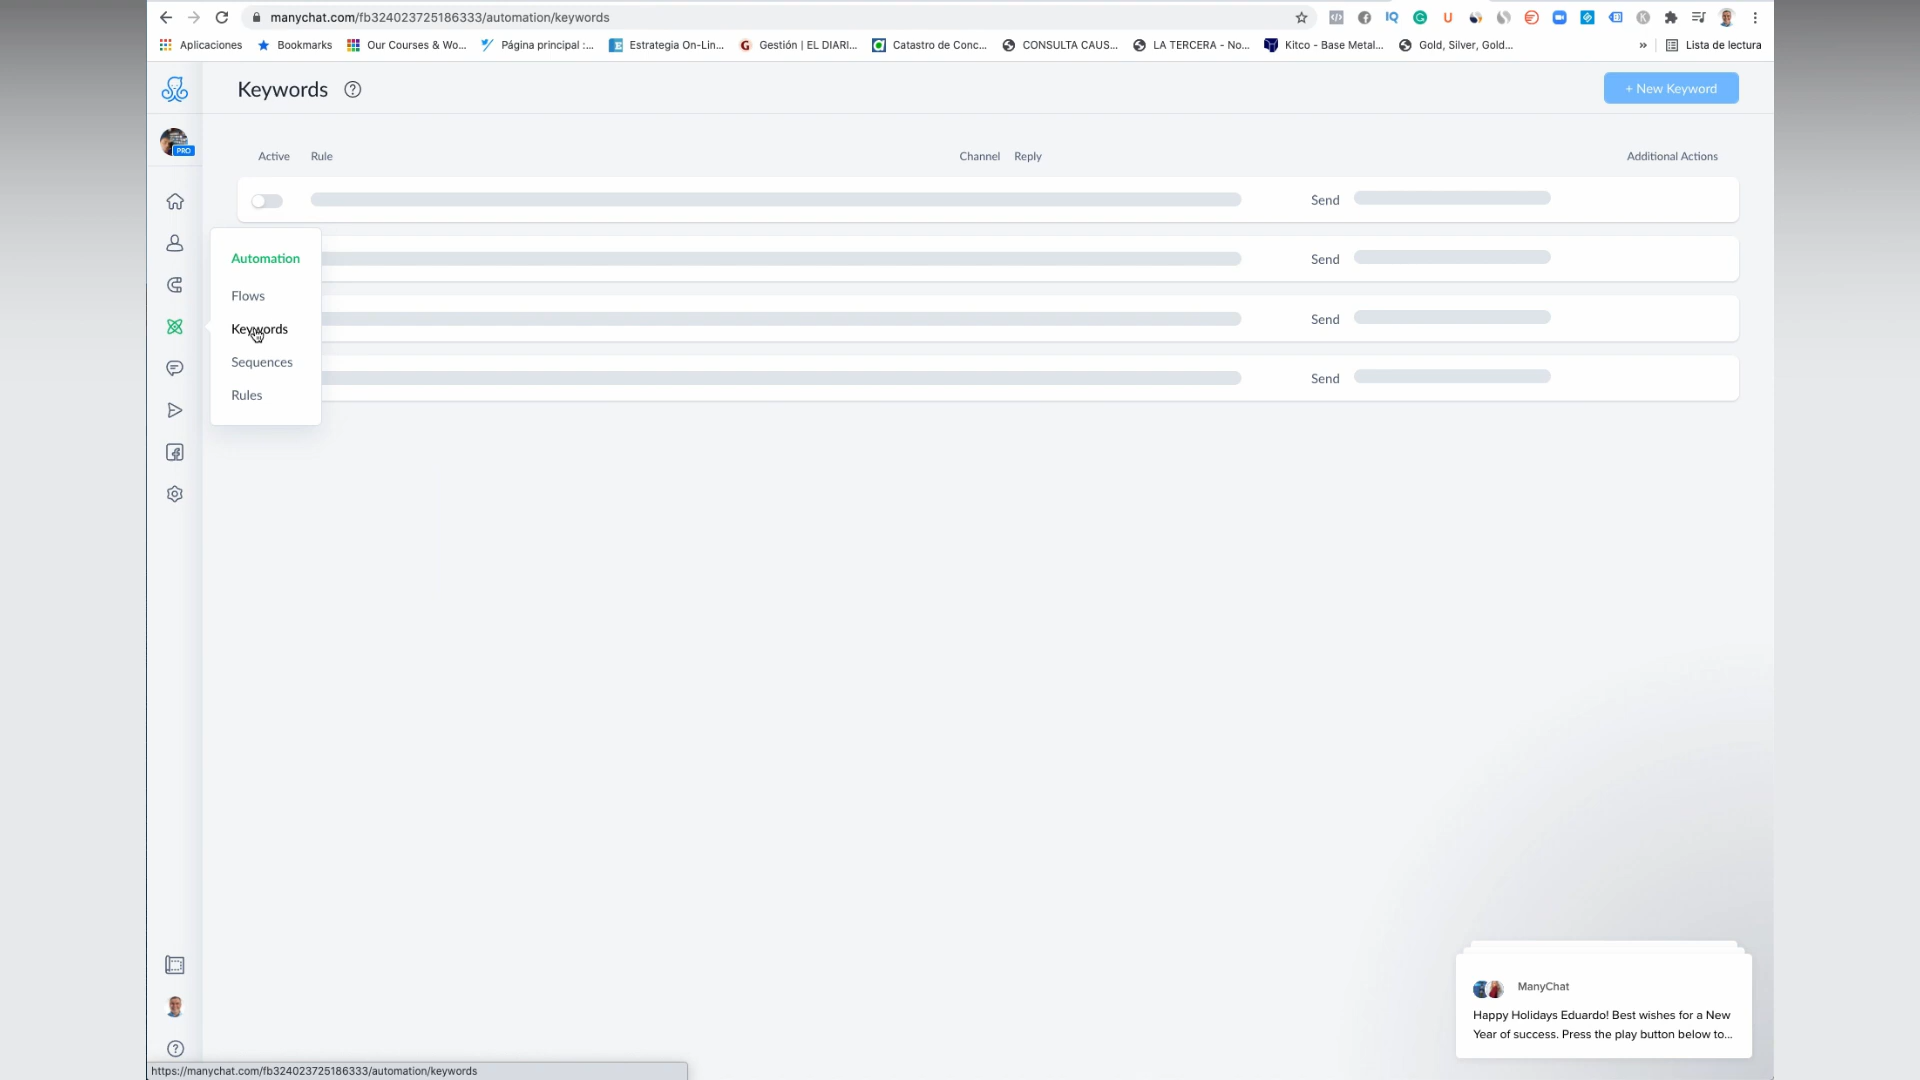 manychat.com/fb324023725186333/automation/keywords
Aplicaciones Bookmarks Our Courses & Wo... Página principal :... Estrategia On-Lin... Gestión | EL DIARI... Catastro de Conc... CONSULTA CAUS... LA TERCERA - No... Kitco - Base Metal... Gold, Silver, Gold... » Lista de lectura
Keywords ?
+ New Keyword
PRO
Active Rule Channel Reply Additional Actions
Send
Automation
Send
Flows
Send
Keywords
Sequences
Send
Rules
ManyChat
Happy Holidays Eduardo! Best wishes for a New
Year of success. Press the play button below to...
https://manychat.com/fb324023725186333/automation/keywords